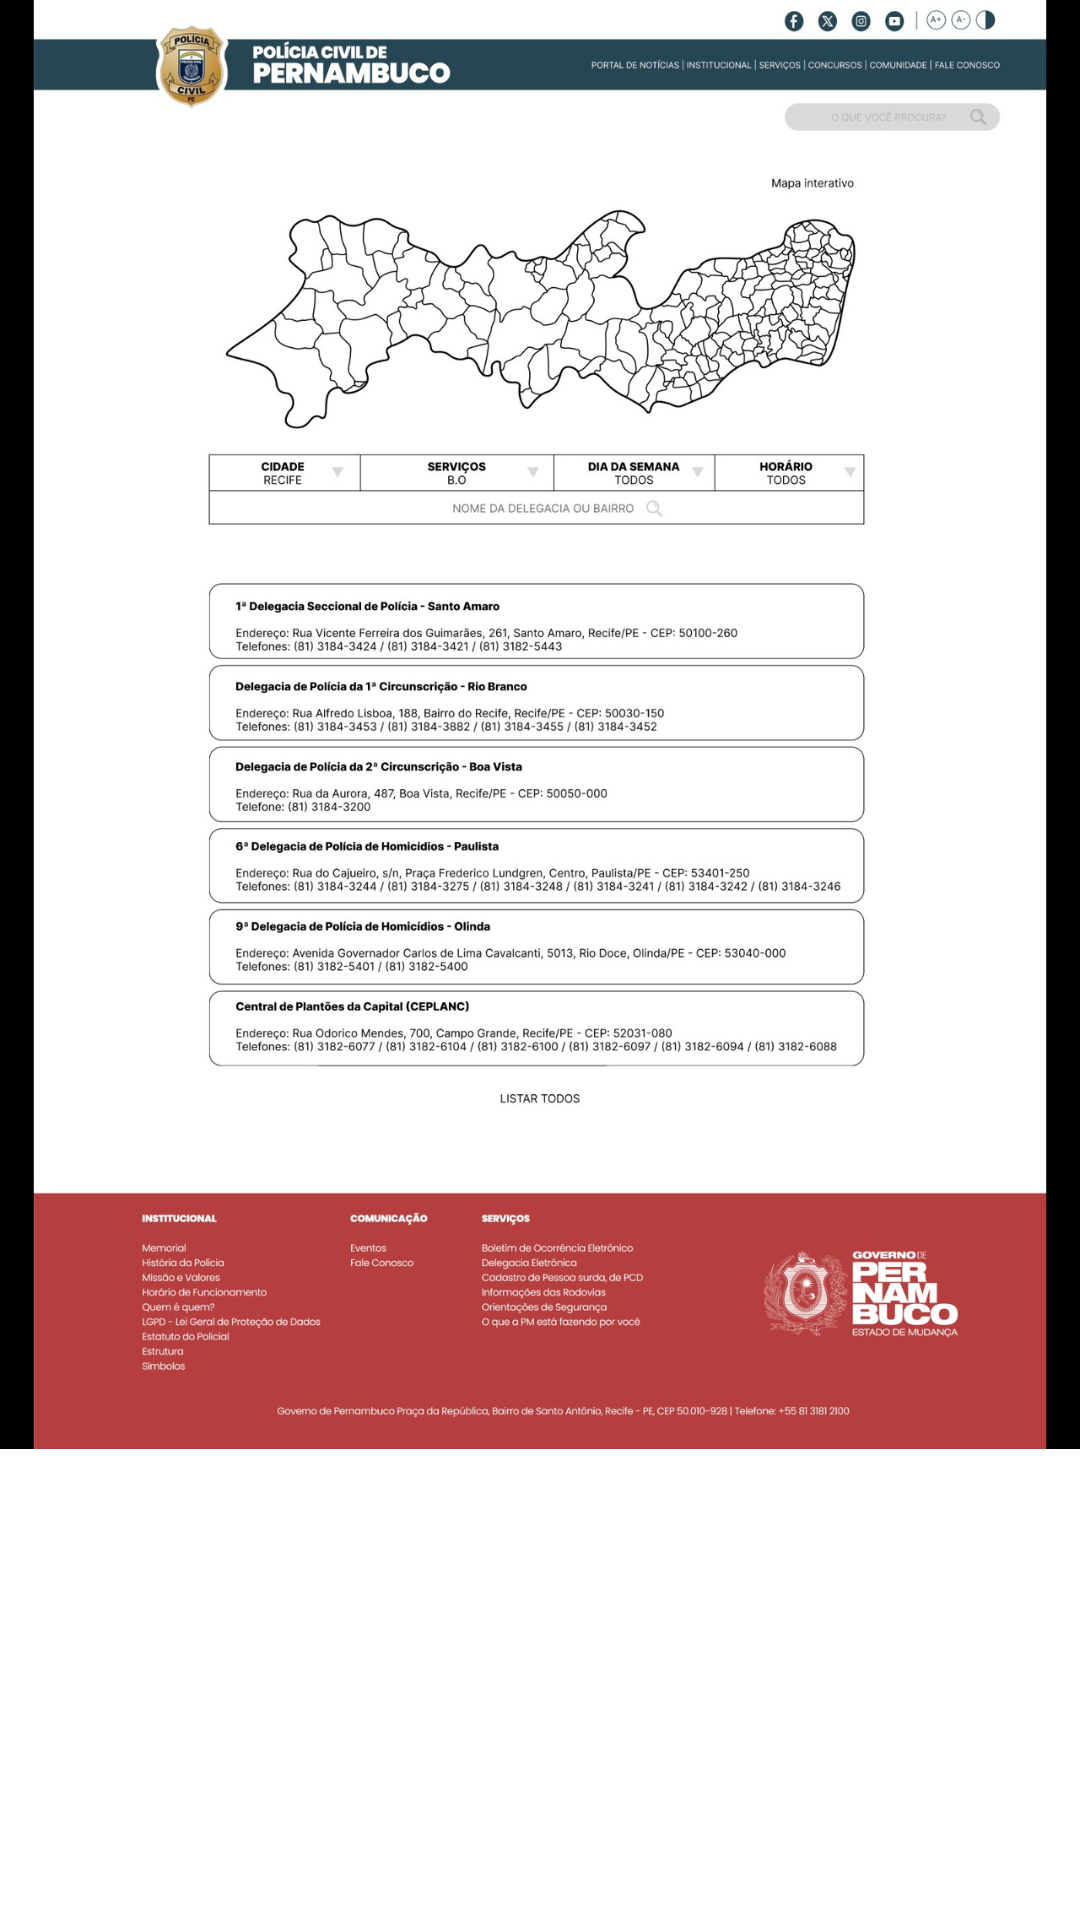 POLÍCIA
CIVIL
PE
POLÍCIA CIVIL DE
PERNAMBUCO
A+ A-
PORTAL DE NOTÍCIAS | INSTITUCIONAL | SERVIÇOS | CONCURSOS | COMUNIDADE | FALE CONOSCO
O QUE VOCÊ PROCURA?
Mapa interativo
CIDADE SERVIÇOS DIA DA SEMANA HORÁRIO
RECIFE B.O TODOS TODOS
NOME DA DELEGACIA OU BAIRRO
1ª Delegacia Seccional de Polícia - Santo Amaro
Endereço: Rua Vicente Ferreira dos Guimarães, 261, Santo Amaro, Recife/PE - CEP: 50100-260
Telefones: (81) 3184-3424 / (81) 3184-3421 / (81) 3182-5443
Delegacia de Polícia da 1ª Circunscrição - Rio Branco
Endereço: Rua Alfredo Lisboa, 188, Bairro do Recife, Recife/PE - CEP: 50030-150
Telefones: (81) 3184-3453 / (81) 3184-3882 / (81) 3184-3455 / (81) 3184-3452
Delegacia de Polícia da 2ª Circunscrição - Boa Vista
Endereço: Rua da Aurora, 487, Boa Vista, Recife/PE - CEP: 50050-000
Telefone: (81) 3184-3200
6ª Delegacia de Polícia de Homicídios - Paulista
Endereço: Rua do Cajueiro, s/n, Praça Frederico Lundgren, Centro, Paulista/PE - CEP: 53401-250
Telefones: (81) 3184-3244 / (81) 3184-3275 / (81) 3184-3248 / (81) 3184-3241 / (81) 3184-3242 / (81) 3184-3246
9ª Delegacia de Polícia de Homicídios - Olinda
Endereço: Avenida Governador Carlos de Lima Cavalcanti, 5013, Rio Doce, Olinda/PE - CEP: 53040-000
Telefones: (81) 3182-5401 / (81) 3182-5400
Central de Plantões da Capital (CEPLANC)
Endereço: Rua Odorico Mendes, 700, Campo Grande, Recife/PE - CEP: 52031-080
Telefones: (81) 3182-6077 / (81) 3182-6104 / (81) 3182-6100 / (81) 3182-6097 / (81) 3182-6094 / (81) 3182-6088
LISTAR TODOS
INSTITUCIONAL
Memorial
História da Polícia
Missão e Valores
Horário de Funcionamento
Quem é quem?
LGPD - Lei Geral de Proteção de Dados
Estatuto do Policial
Estrutura
Símbolos
COMUNICAÇÃO
Eventos
Fale Conosco
SERVIÇOS
Boletim de Ocorrência Eletrônico
Delegacia Eletrônica
Cadastro de Pessoa surda, de PCD
Informações das Rodovias
Orientações de Segurança
O que a PM está fazendo por você
GOVERNO DE
PER
NAM
BUCO
ESTADO DE MUDANÇA
Governo de Pernambuco Praça da República, Bairro de Santo Antônio, Recife - PE, CEP 50.010-928 | Telefone: +55 81 3181 2100